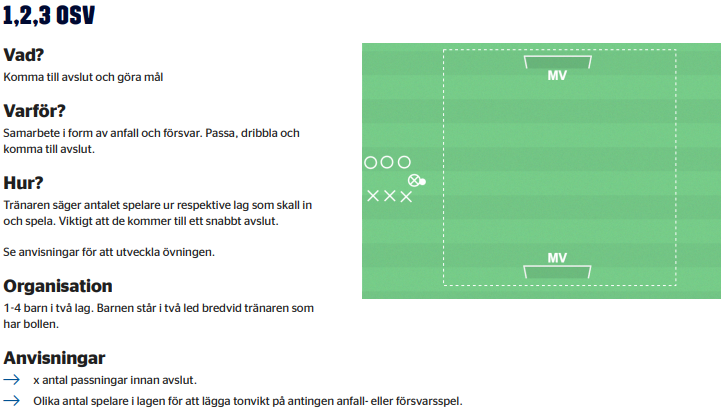 1,2,3 OSV
Vad?
Komma till avslut och göra mål
Varför?
Samarbete i form av anfall och försvar. Passa, dribbla och
komma till avslut.
Hur?
Tränaren säger antalet spelare ur respektive lag som skall in
och spela. Viktigt att de kommer till ett snabbt avslut.
Se anvisningar för att utveckla övningen.
Organisation
1-4 barn i två lag. Barnen står i två led bredvid tränaren som
har bollen.
Anvisningar
x antal passningar innan avslut.
Olika antal spelare i lagen för att lägga tonvikt på antingen anfall- eller försvarsspel.
MV
MV